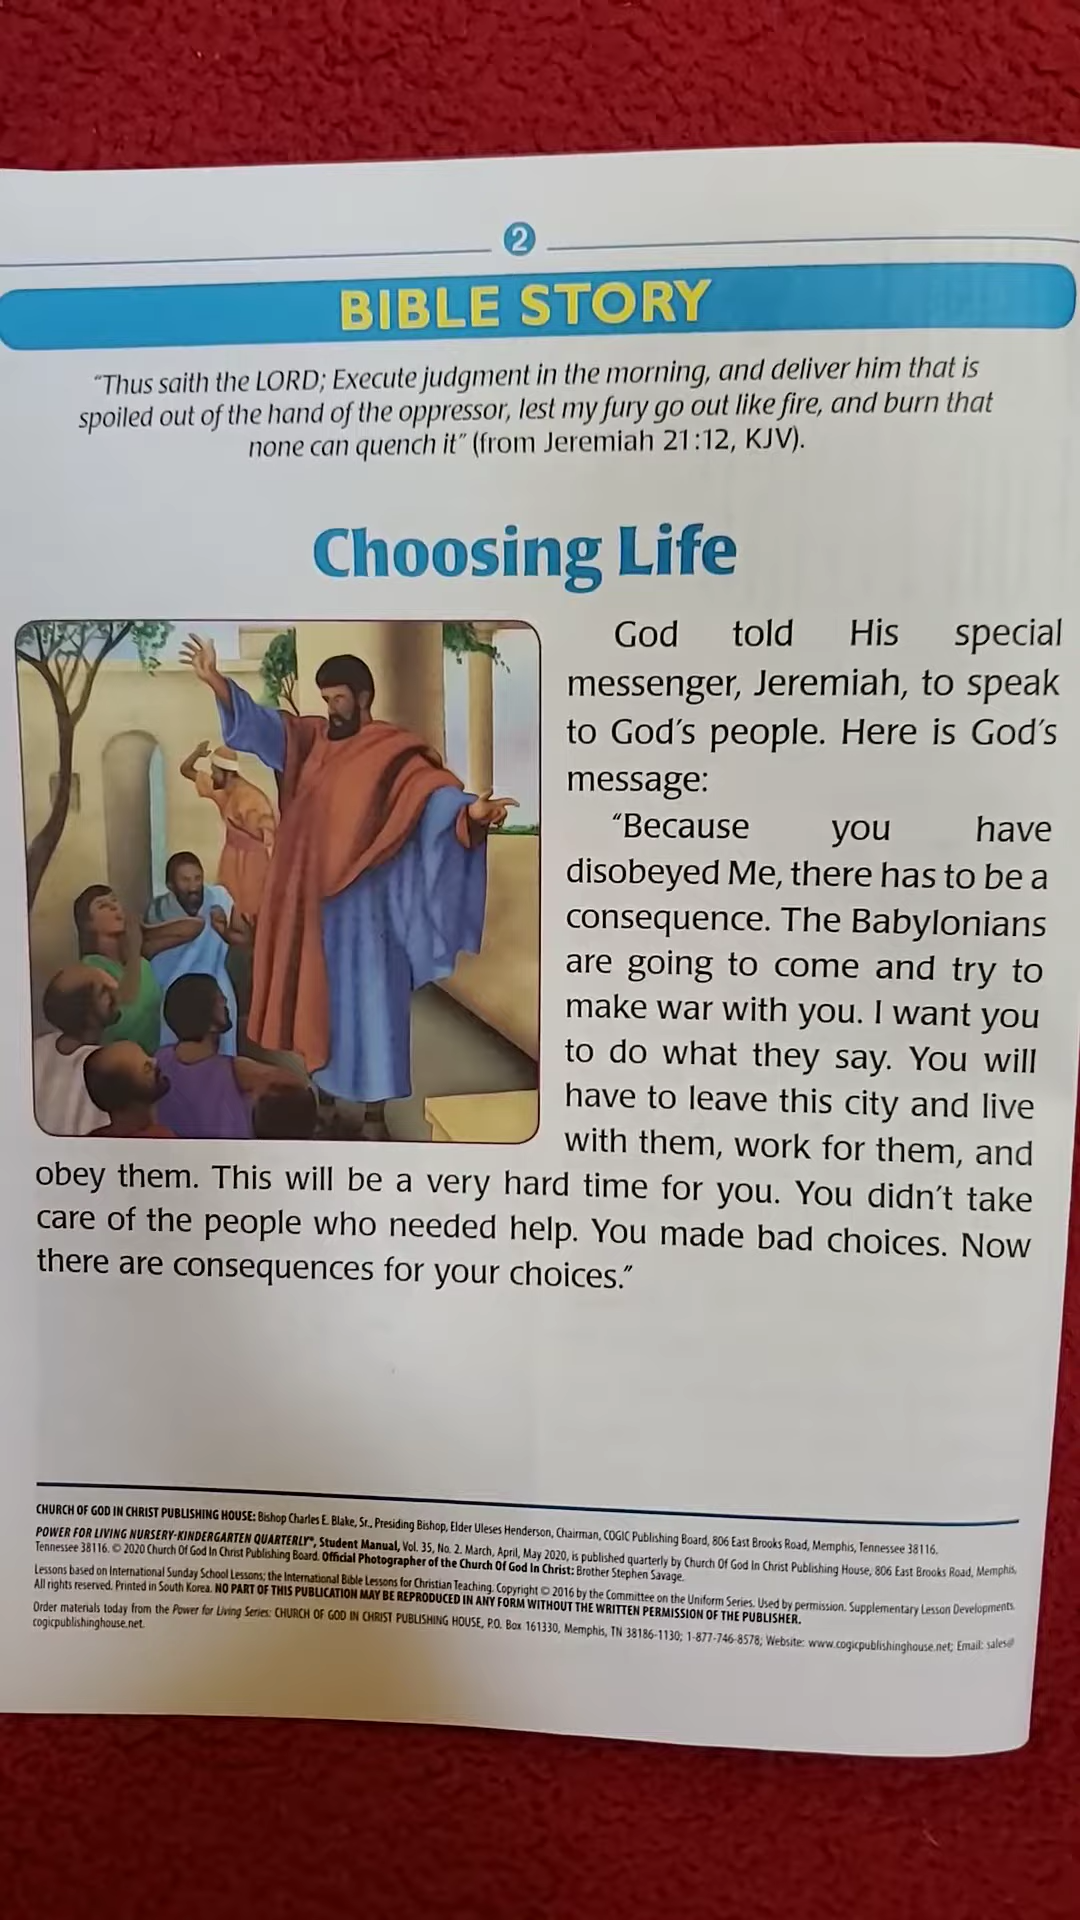 2
BIBLE STORY
"Thus saith the LORD; Execute judgment in the morning, and deliver him that is
spoiled out of the hand of the oppressor, lest my fury go out like fire, and burn that
none can quench it" (from Jeremiah 21:12, KJV).
Choosing Life
God told His special
messenger, Jeremiah, to speak
to God's people. Here is God's
message:
"Because you have
disobeyed Me, there has to be a
consequence. The Babylonians
are going to come and try to
make war with you. I want you
to do what they say. You will
have to leave this city and live
with them, work for them, and
obey them. This will be a very hard time for you. You didn't take
care of the people who needed help. You made bad choices. Now
there are consequences for your choices."
CHURCH OF GOD IN CHRIST PUBLISHING HOUSE: Bishop Charles E. Blake, Sr., Presiding Bishop, Elder Uleses Henderson, Chairman, COGIC Publishing Board, 806 East Brooks Road, Memphis, Tennessee 38116.
POWER FOR LIVING NURSERY-KINDERGARTEN QUARTERLY®, Student Manual, Vol. 35, No. 2. March, April, May 2020, is published quarterly by Church Of God In Christ Publishing House, 806 East Brooks Road, Memphis,
Tennessee 38116. © 2020 Church Of God In Christ Publishing Board. Official Photographer of the Church Of God In Christ: Brother Stephen Savage.
Lessons based on International Sunday School Lessons; the International Bible Lessons for Christian Teaching. Copyright © 2016 by the Committee on the Uniform Series. Used by permission. Supplementary Lesson Developments.
All rights reserved. Printed in South Korea. NO PART OF THIS PUBLICATION MAY BE REPRODUCED IN ANY FORM WITHOUT THE WRITTEN PERMISSION OF THE PUBLISHER.
Order materials today from the Power for Living Series: CHURCH OF GOD IN CHRIST PUBLISHING HOUSE, P.O. Box 161330, Memphis, TN 38186-1130; 1-877-746-8578; Website: www.cogicpublishinghouse.net; Email: sales@
cogicpublishinghouse.net.